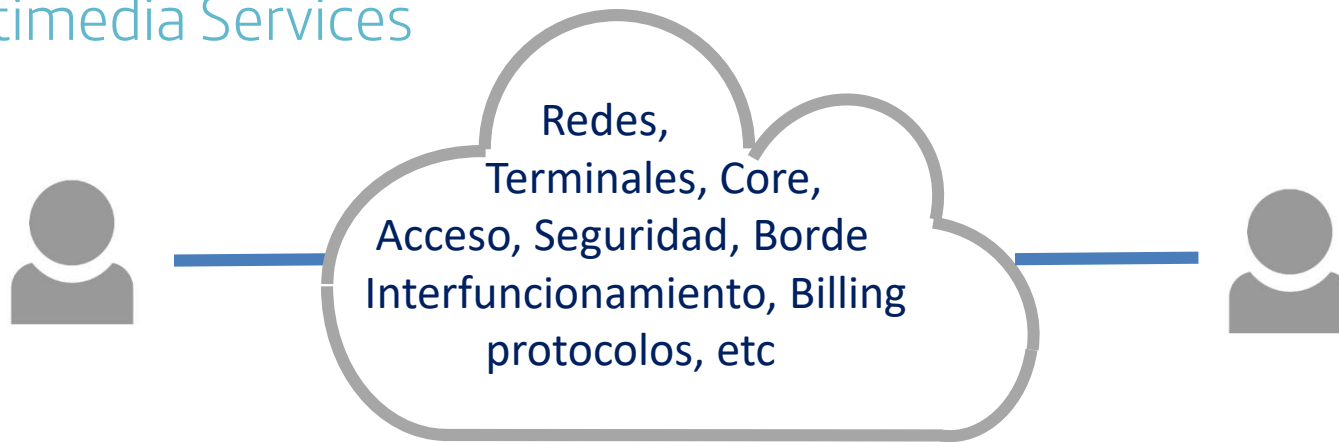 timedia Services
Redes,
Terminales, Core,
Acceso, Seguridad, Borde
Interfuncionamiento, Billing
protocolos, etc